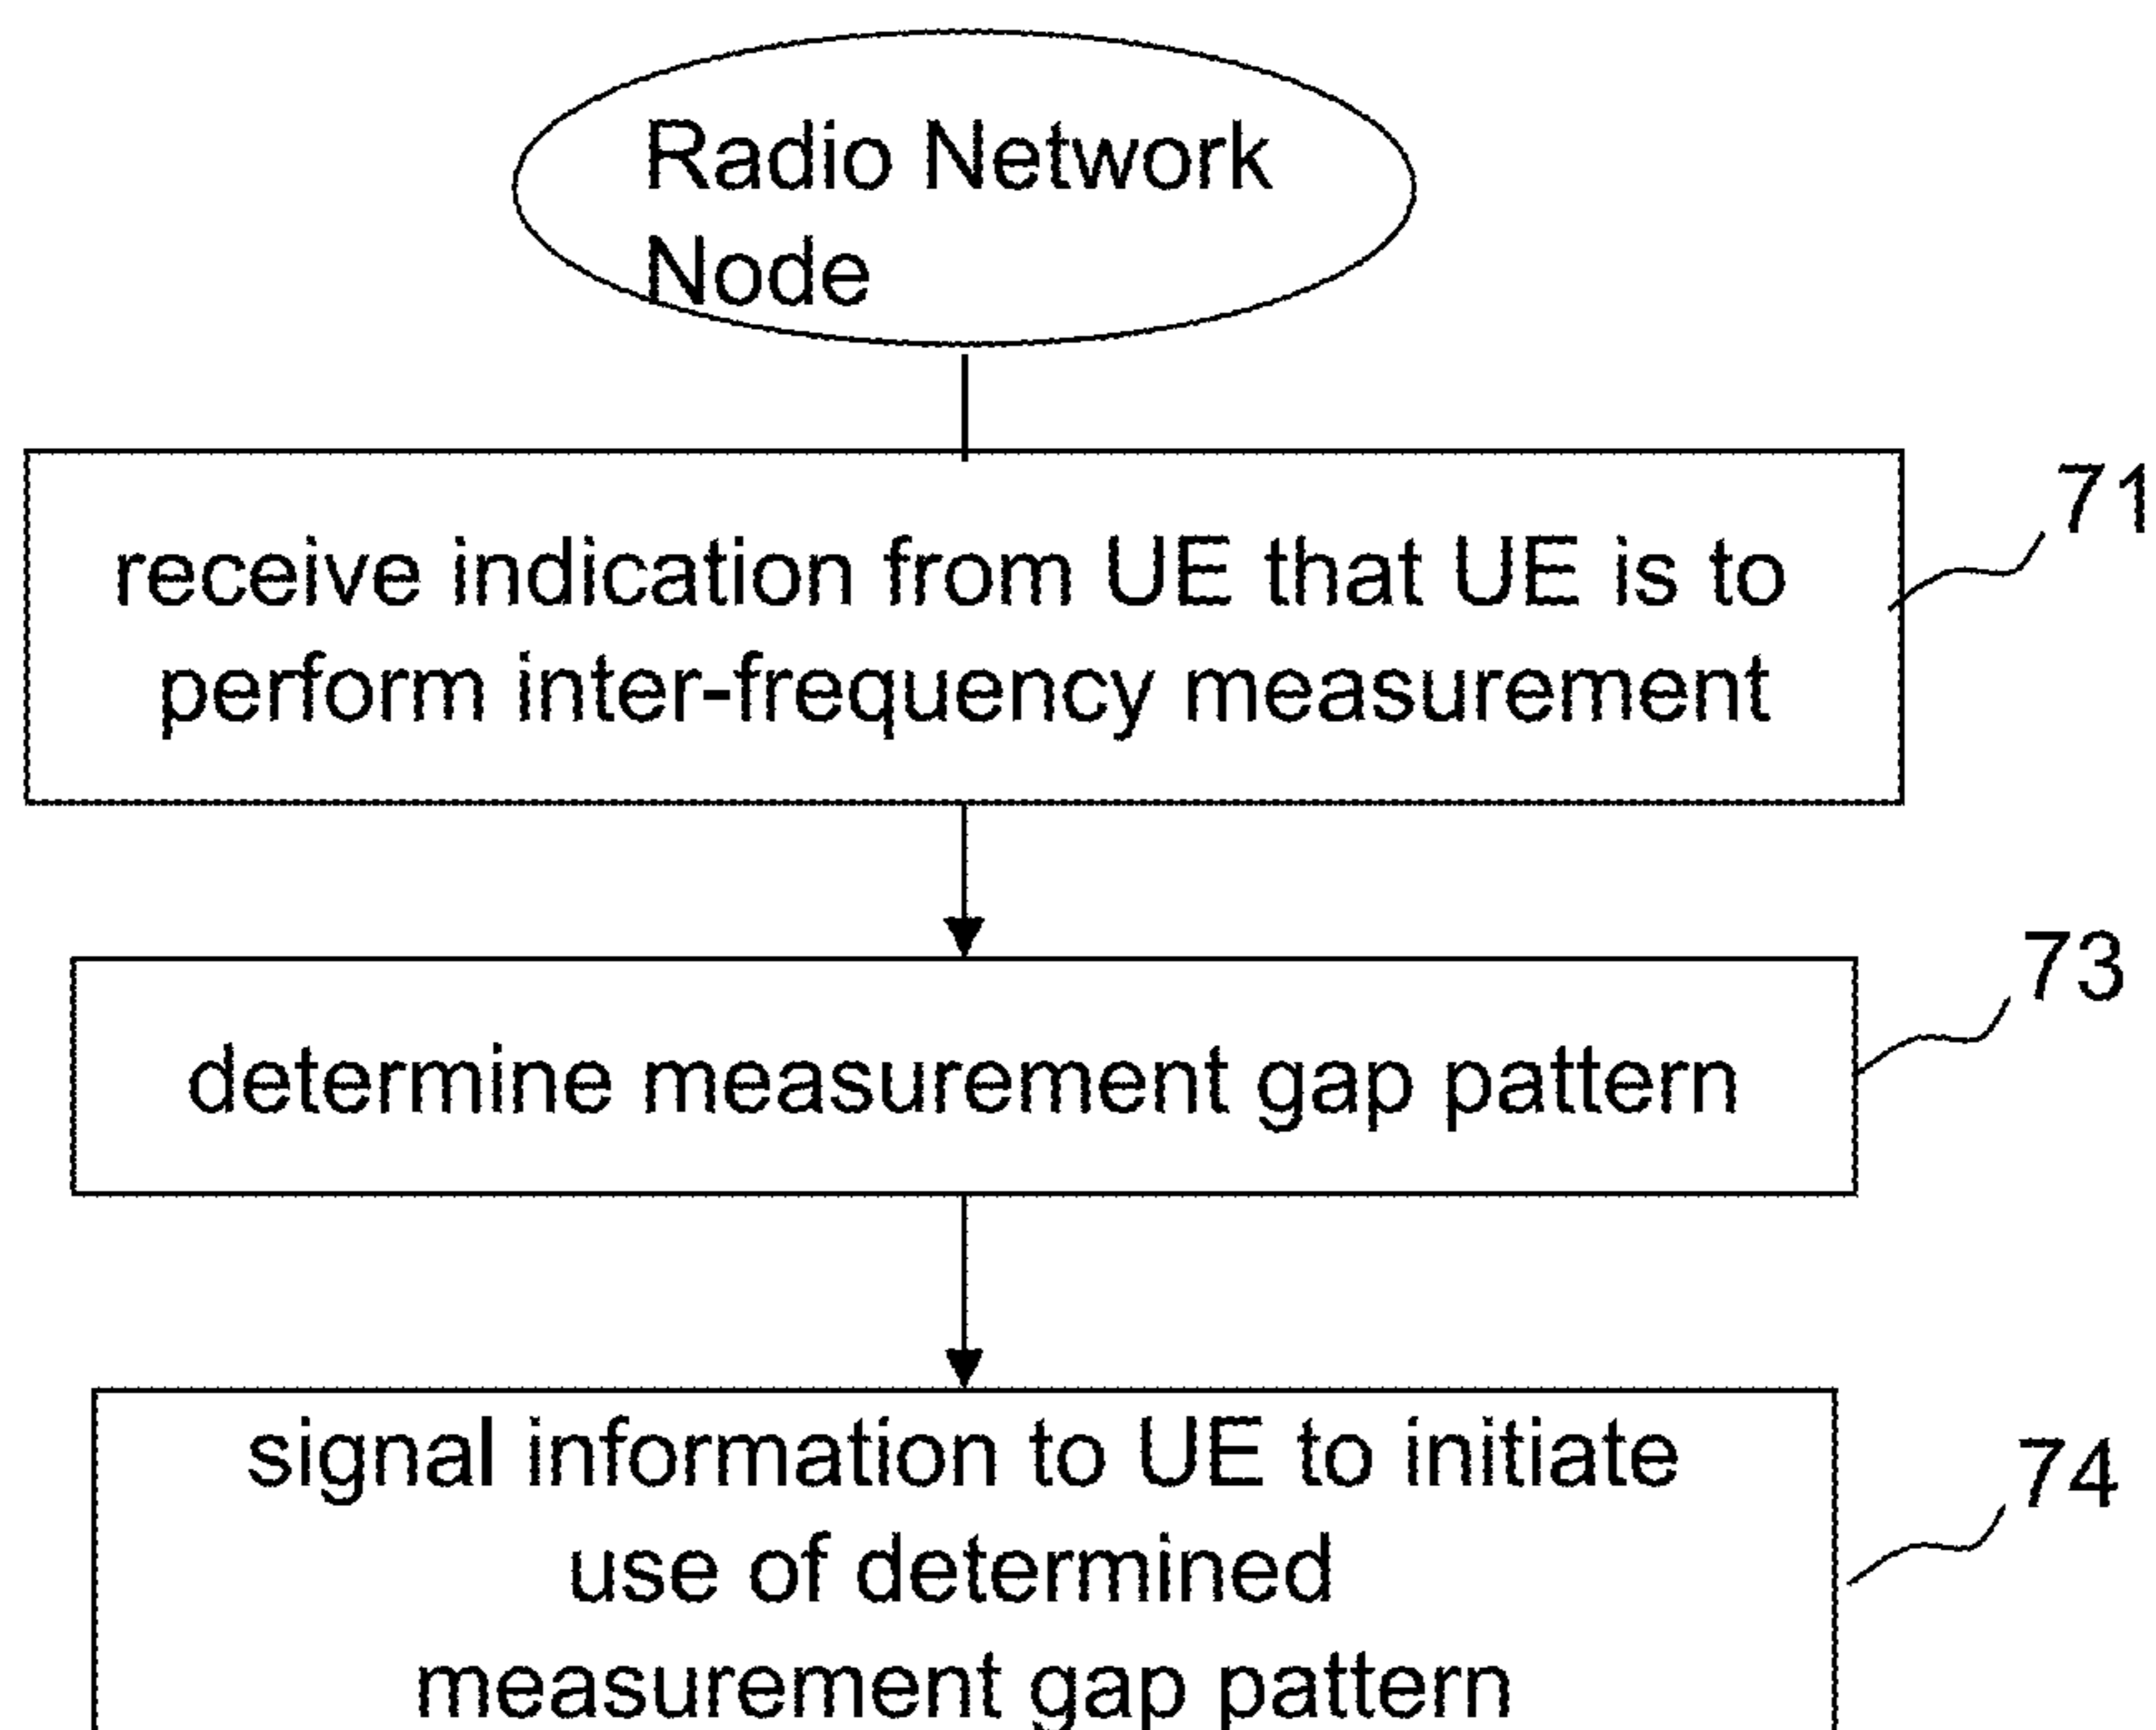 Radio Network
Node
71
receive indication from UE that UE is to
perform inter-frequency measurement
73
determine measurement gap pattern
74
signal information to UE to initiate
use of determined
measurement gap pattern